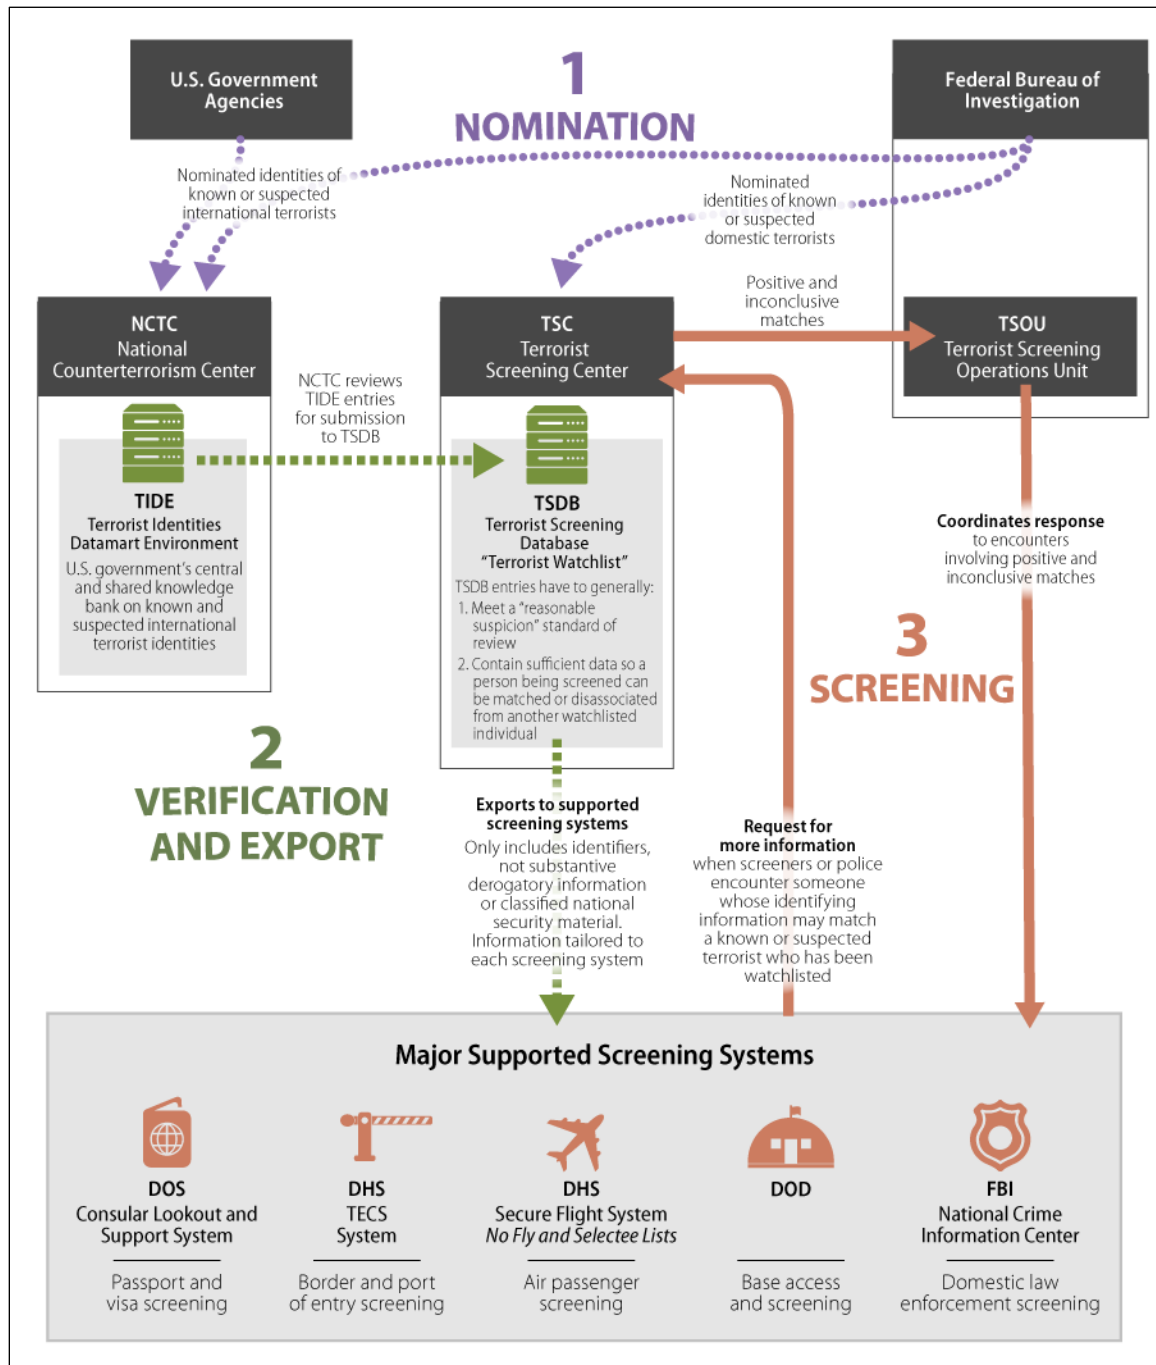 U.S. Government
Agencies
1
NOMINATION
Federal Bureau of
Investigation
Nominated identities of
known or suspected
international terrorists
Nominated
identities of known
or suspected
domestic terrorists
NCTC
National
Counterterrorism Center
NCTC reviews
TIDE entries
for submission
to TSDB
TSC
Terrorist
Screening Center
Positive and
inconclusive
matches
TSOU
Terrorist Screening
Operations Unit
TIDE
Terrorist Identities
Datamart Environment
U.S. government’s central
and shared knowledge
bank on known and
suspected international
terrorist identities
TSDB
Terrorist Screening
Database
“Terrorist Watchlist”
TSDB entries have to generally:
1. Meet a “reasonable
suspicion” standard of
review
2. Contain sufficient data so a
person being screened can
be matched or disassociated
from another watchlisted
individual
Coordinates response
to encounters
involving positive and
inconclusive matches
3
SCREENING
2
VERIFICATION
AND EXPORT
Exports to supported
screening systems
Only includes identifiers,
not substantive
derogatory information
or classified national
security material.
Information tailored to
each screening system
Request for
more information
when screeners or police
encounter someone
whose identifying
information may match
a known or suspected
terrorist who has been
watchlisted
Major Supported Screening Systems
DOS
Consular Lookout and
Support System
Passport and
visa screening
DHS
TECS
System
Border and port
of entry screening
DHS
Secure Flight System
No Fly and Selectee Lists
Air passenger
screening
DOD
Base access
and screening
FBI
National Crime
Information Center
Domestic law
enforcement screening